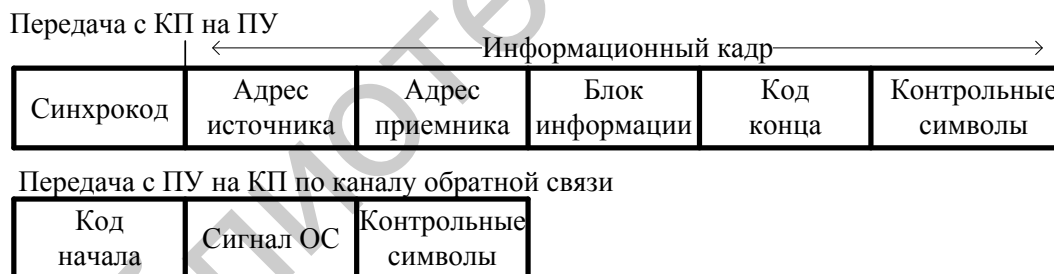 Передача с КП на ПУ
Информационный кадр
Синхрокод
Адрес
источника
Адрес
приемника
Блок
информации
Код
конца
Контрольные
символы
Передача с ПУ на КП по каналу обратной связи
Код
начала
Сигнал ОС
Контрольные
символы